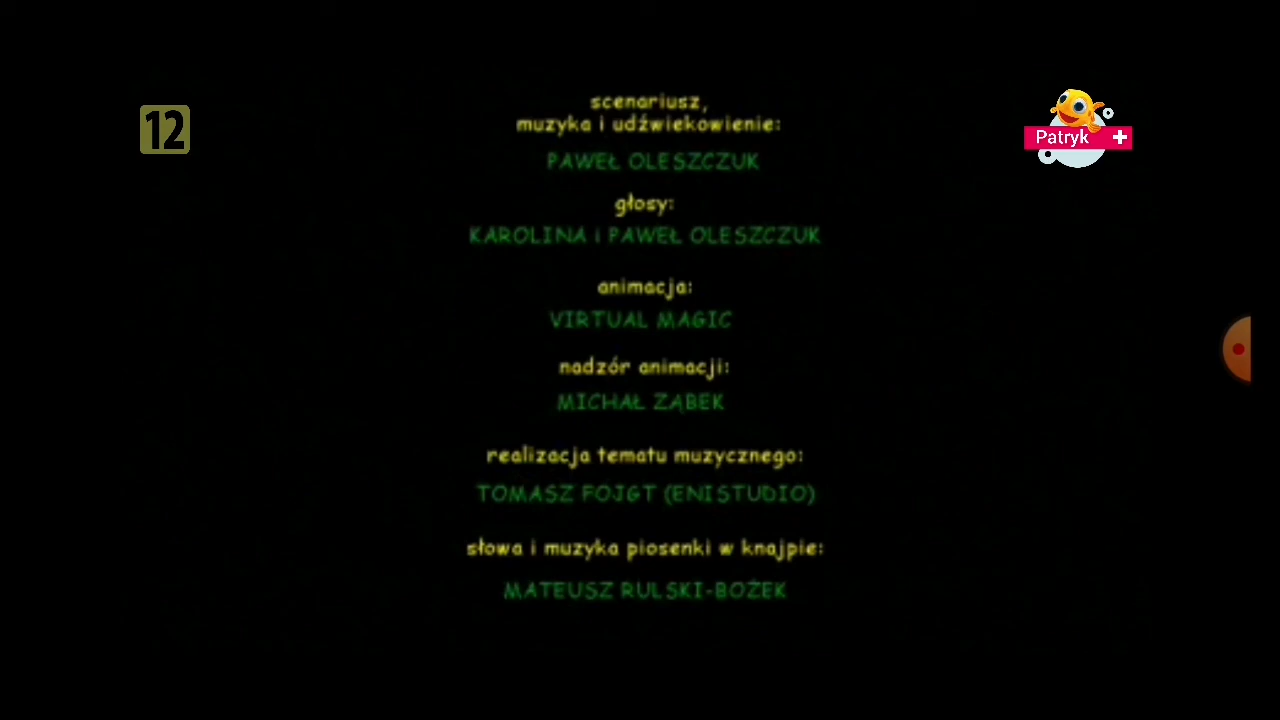 12
Patryk +
scenariusz,
muzyka i udźwiekowienie:
PAWEŁ OLESZCZUK
głosy:
KAROLINA i PAWEŁ OLESZCZUK
animacja:
VIRTUAL MAGIC
nadzór animacji:
MICHAŁ ZĄBEK
realizacja tematu muzycznego:
TOMASZ FOJGT (ENISTUDIO)
słowa i muzyka piosenki w knajpie:
MATEUSZ RULSKI-BOŻEK